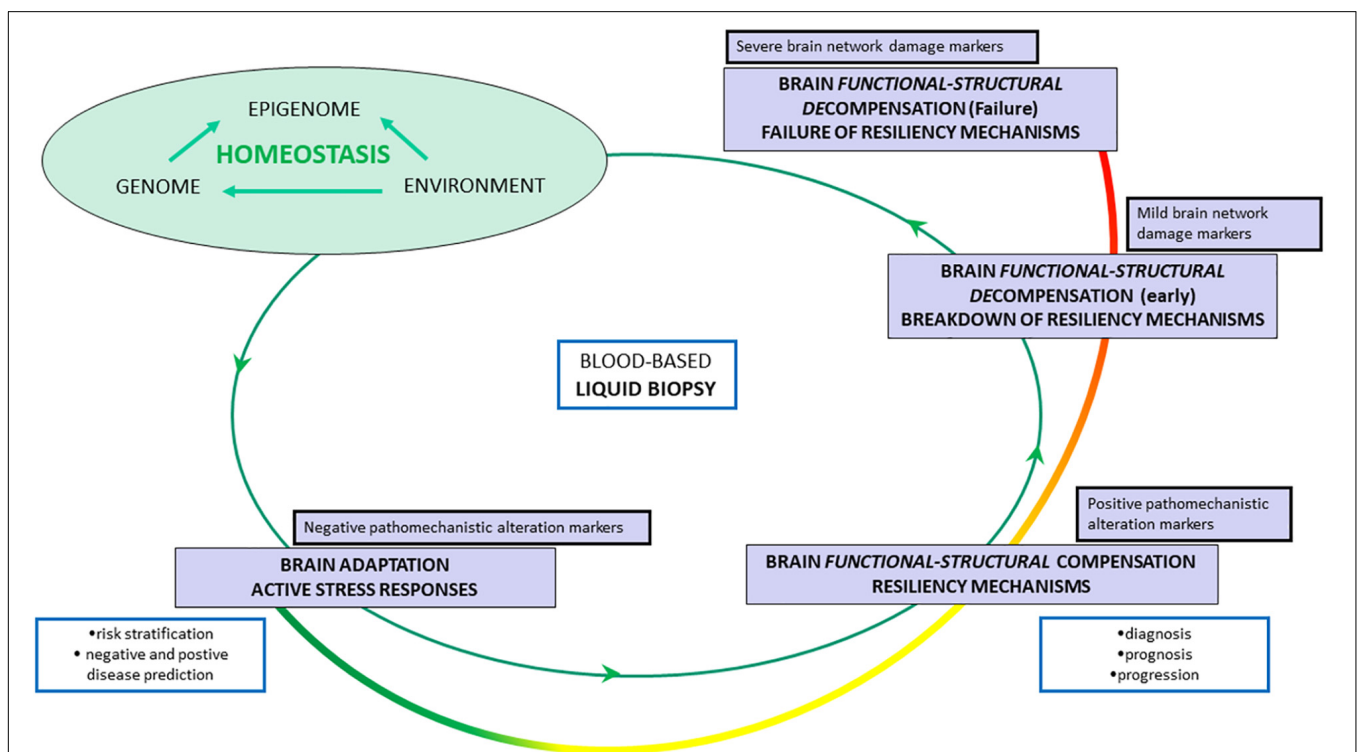 EPIGENOME
HOMEOSTASIS
GENOME
ENVIRONMENT
Severe brain network damage markers
BRAIN FUNCTIONAL-STRUCTURAL
DECOMPENSATION (Failure)
FAILURE OF RESILIENCY MECHANISMS
Mild brain network
damage markers
BRAIN FUNCTIONAL-STRUCTURAL
DECOMPENSATION (early)
BREAKDOWN OF RESILIENCY MECHANISMS
BLOOD-BASED
LIQUID BIOPSY
Negative pathomechanistic alteration markers
BRAIN ADAPTATION
ACTIVE STRESS RESPONSES
•risk stratification
• negative and postive
disease prediction
Positive pathomechanistic
alteration markers
BRAIN FUNCTIONAL-STRUCTURAL COMPENSATION
RESILIENCY MECHANISMS
•diagnosis
•prognosis
•progression